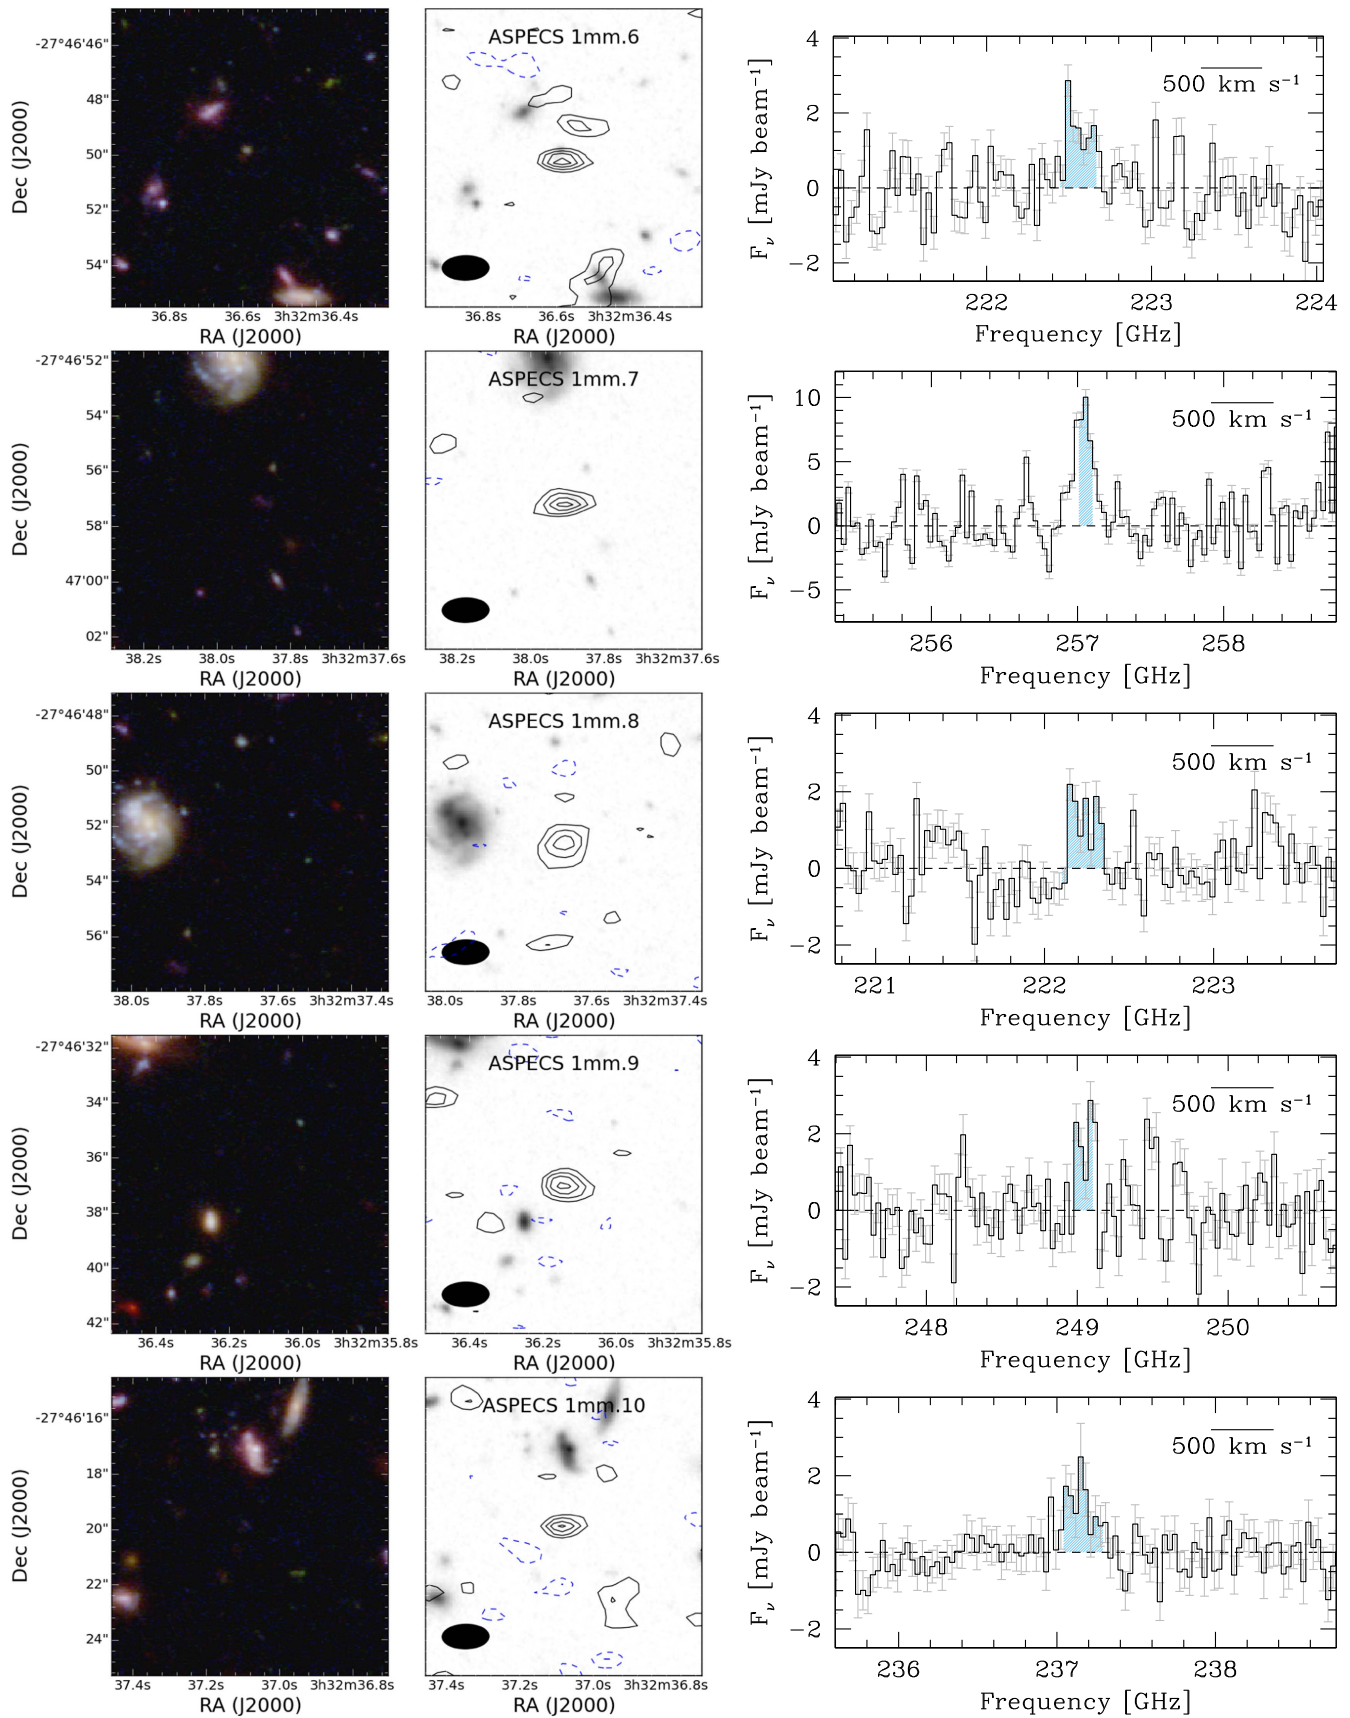 ASPECS 1mm.6
-27°46'46"
48"
50"
52"
54"
36.8s 36.6s 3h32m36.4s
RA (J2000)
Dec (J2000)
36.8s 36.6s 3h32m36.4s
RA (J2000)
4
2
0
−2
500 km s⁻¹
222 223 224
Frequency [GHz]
Fν [mJy beam⁻¹]
ASPECS 1mm.7
-27°46'52"
54"
56"
58"
47'00"
02"
38.2s 38.0s 37.8s 3h32m37.6s
RA (J2000)
Dec (J2000)
38.2s 38.0s 37.8s 3h32m37.6s
RA (J2000)
10
5
0
−5
500 km s⁻¹
256 257 258
Frequency [GHz]
Fν [mJy beam⁻¹]
ASPECS 1mm.8
-27°46'48"
50"
52"
54"
56"
38.0s 37.8s 37.6s 3h32m37.4s
RA (J2000)
Dec (J2000)
38.0s 37.8s 37.6s 3h32m37.4s
RA (J2000)
4
2
0
−2
500 km s⁻¹
221 222 223
Frequency [GHz]
Fν [mJy beam⁻¹]
ASPECS 1mm.9
-27°46'32"
34"
36"
38"
40"
42"
36.4s 36.2s 36.0s 3h32m35.8s
RA (J2000)
Dec (J2000)
36.4s 36.2s 36.0s 3h32m35.8s
RA (J2000)
4
2
0
−2
500 km s⁻¹
248 249 250
Frequency [GHz]
Fν [mJy beam⁻¹]
ASPECS 1mm.10
-27°46'16"
18"
20"
22"
24"
37.4s 37.2s 37.0s 3h32m36.8s
RA (J2000)
Dec (J2000)
37.4s 37.2s 37.0s 3h32m36.8s
RA (J2000)
4
2
0
−2
500 km s⁻¹
236 237 238
Frequency [GHz]
Fν [mJy beam⁻¹]